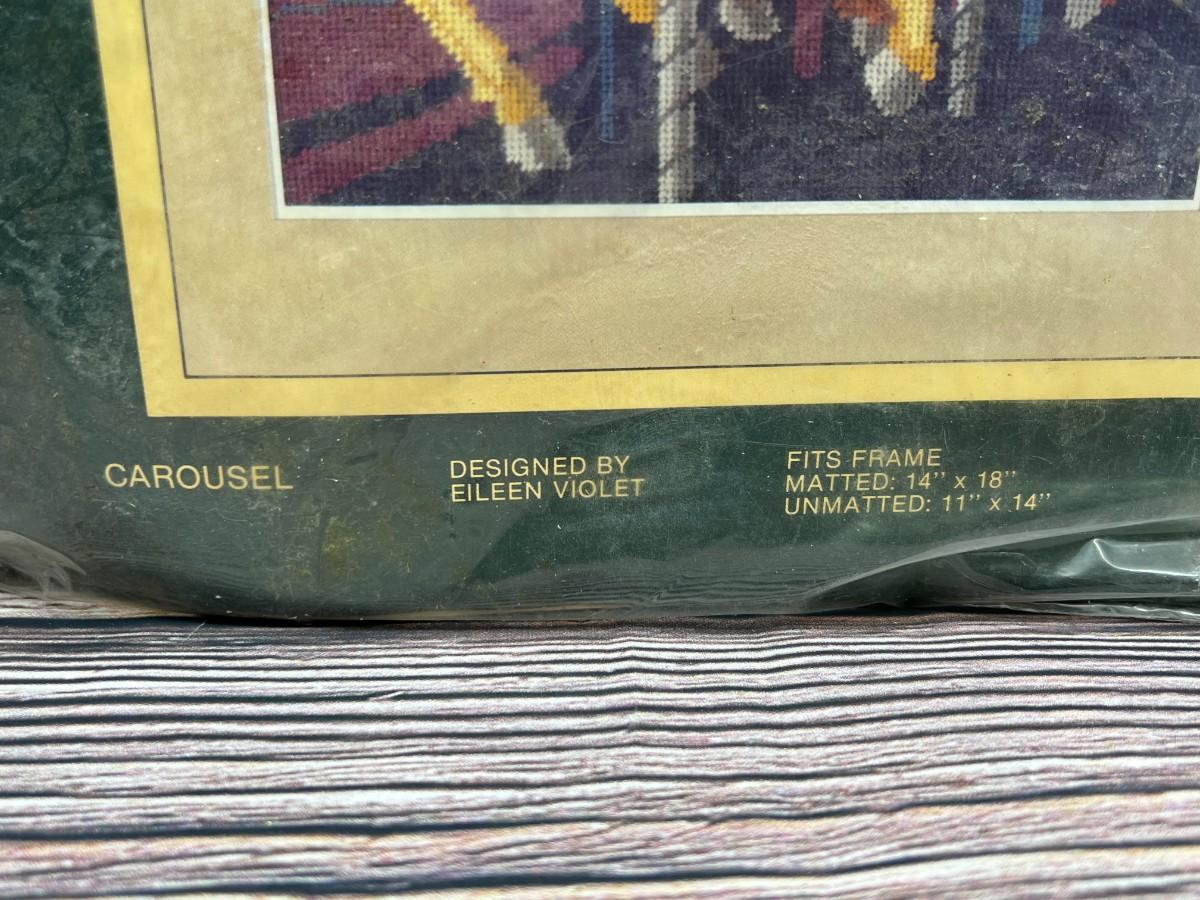 CAROUSEL
DESIGNED BY
EILEEN VIOLET
FITS FRAME
MATTED: 14" x 18"
UNMATTED: 11" x 14"